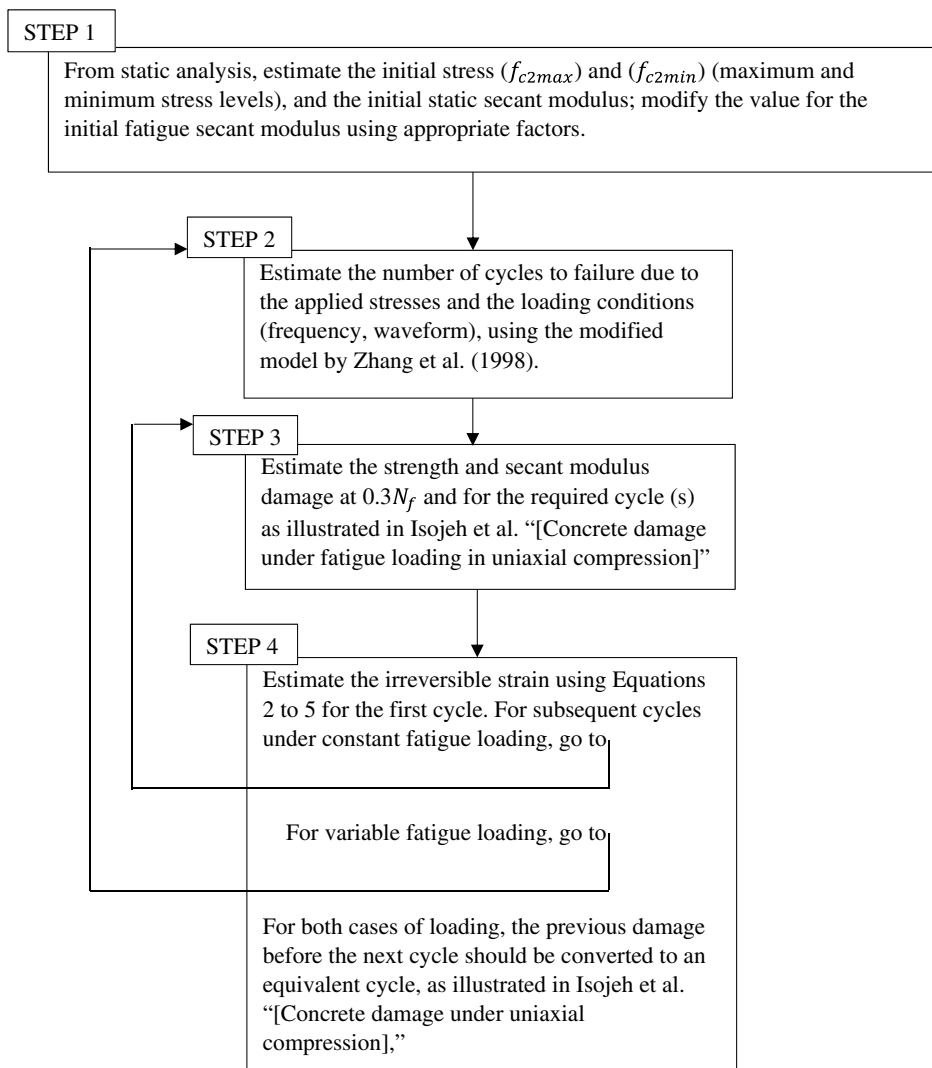 STEP 1
From static analysis, estimate the initial stress (f_{c2max}) and (f_{c2min}) (maximum and
minimum stress levels), and the initial static secant modulus; modify the value for the
initial fatigue secant modulus using appropriate factors.
STEP 2
Estimate the number of cycles to failure due to
the applied stresses and the loading conditions
(frequency, waveform), using the modified
model by Zhang et al. (1998).
STEP 3
Estimate the strength and secant modulus
damage at 0.3N_f and for the required cycle (s)
as illustrated in Isojeh et al. “[Concrete damage
under fatigue loading in uniaxial compression]”
STEP 4
Estimate the irreversible strain using Equations
2 to 5 for the first cycle. For subsequent cycles
under constant fatigue loading, go to
For variable fatigue loading, go to
For both cases of loading, the previous damage
before the next cycle should be converted to an
equivalent cycle, as illustrated in Isojeh et al.
“[Concrete damage under uniaxial
compression],”